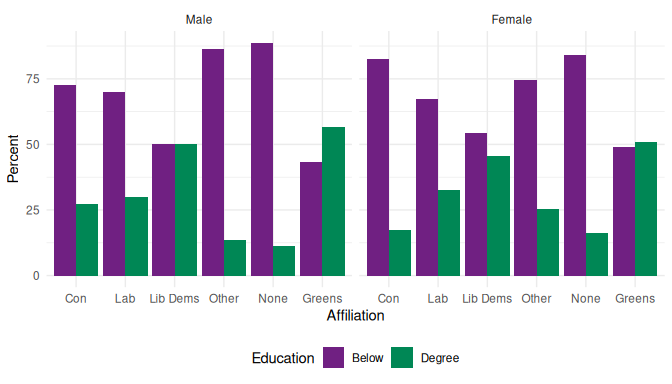 Male Female
75
50
25
0
Percent
Con Lab Lib Dems Other None Greens Con Lab Lib Dems Other None Greens
Affiliation
Education Below Degree